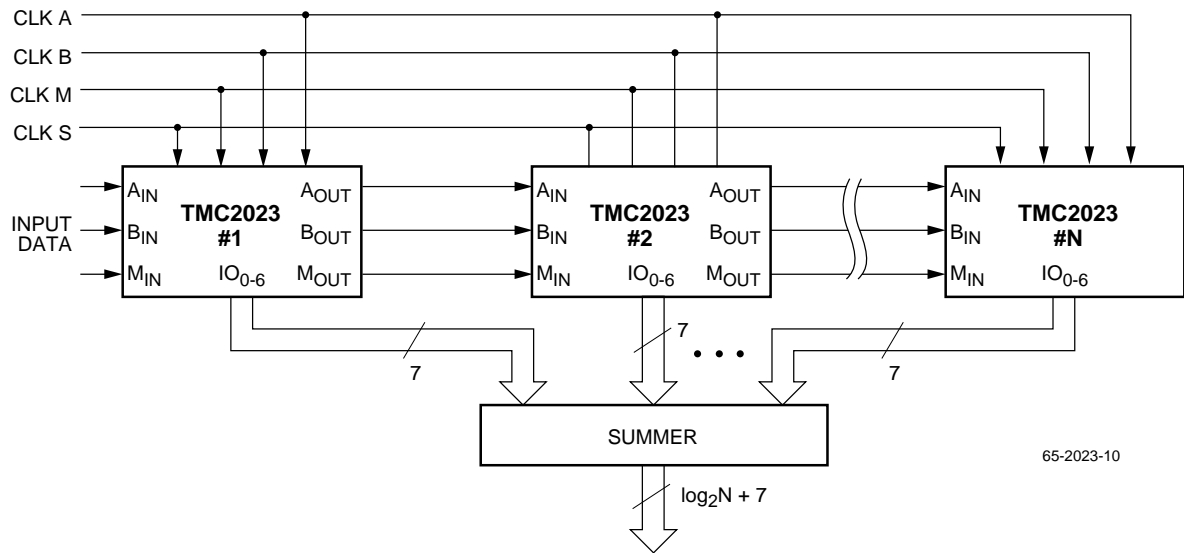 CLK A
CLK B
CLK M
CLK S
INPUT
DATA
A_IN
B_IN
M_IN
TMC2023
#1
IO_0-6
A_OUT
B_OUT
M_OUT
A_IN
B_IN
M_IN
TMC2023
#2
IO_0-6
A_OUT
B_OUT
M_OUT
A_IN
B_IN
M_IN
TMC2023
#N
IO_0-6
7
7
• • •
7
SUMMER
log_2N + 7
65-2023-10